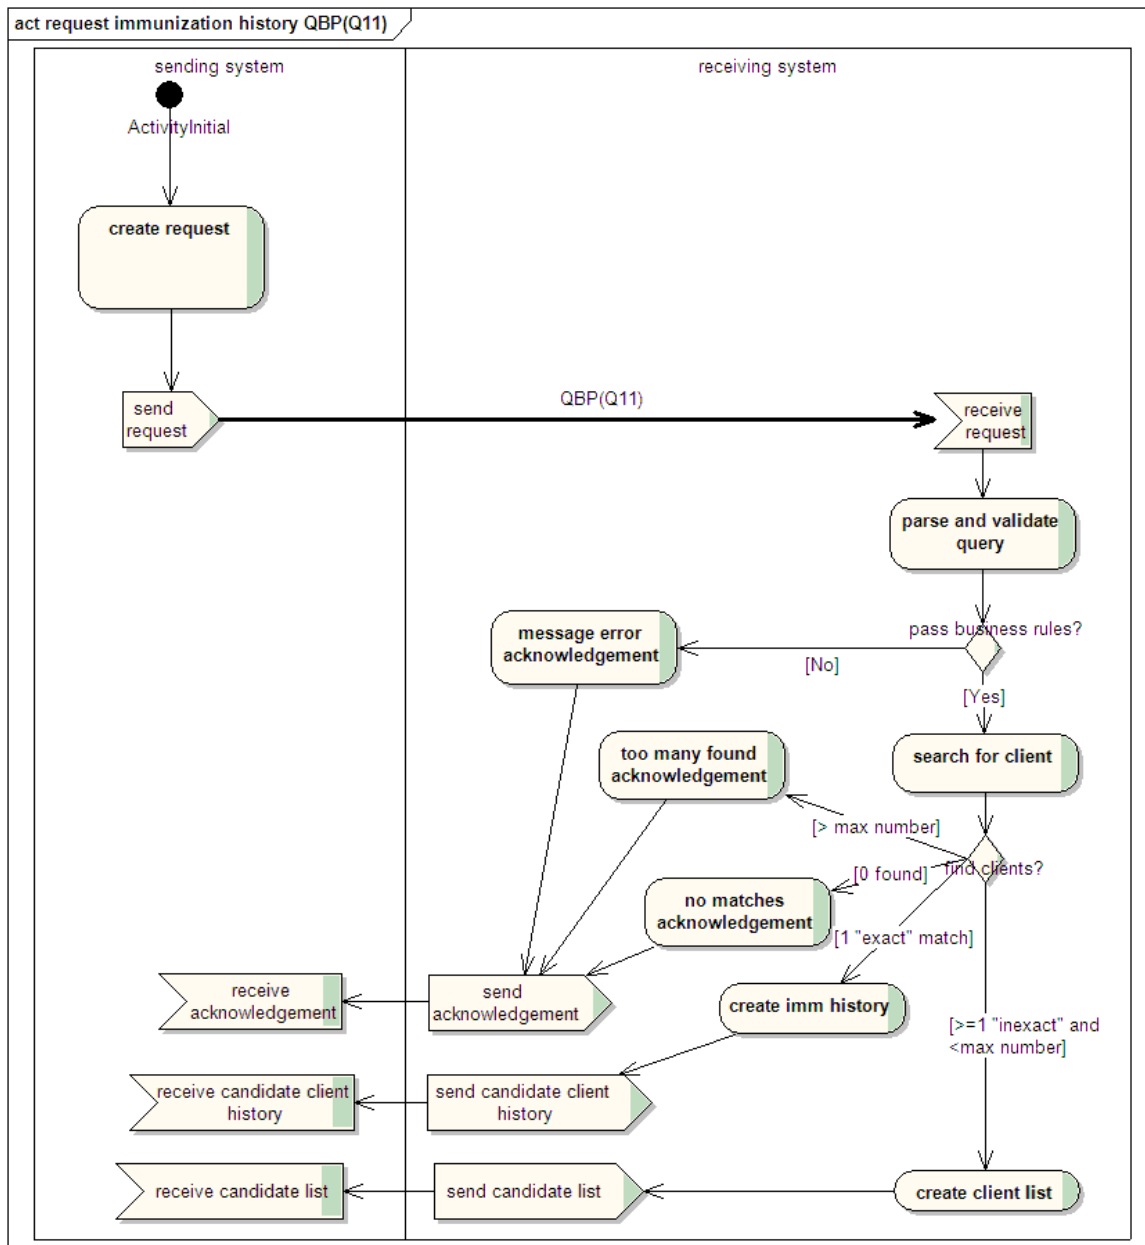 act request immunization history QBP(Q11)
sending system
receiving system
ActivityInitial
create request
send
request
QBP(Q11)
receive
request
parse and validate
query
pass business rules?
message error
acknowledgement
[No]
[Yes]
too many found
acknowledgement
search for client
[> max number]
find clients?
[0 found]
no matches
acknowledgement
[1 "exact" match]
receive
acknowledgement
send
acknowledgement
create imm history
[>=1 "inexact" and
<max number]
receive candidate client
history
send candidate client
history
receive candidate list
send candidate list
create client list